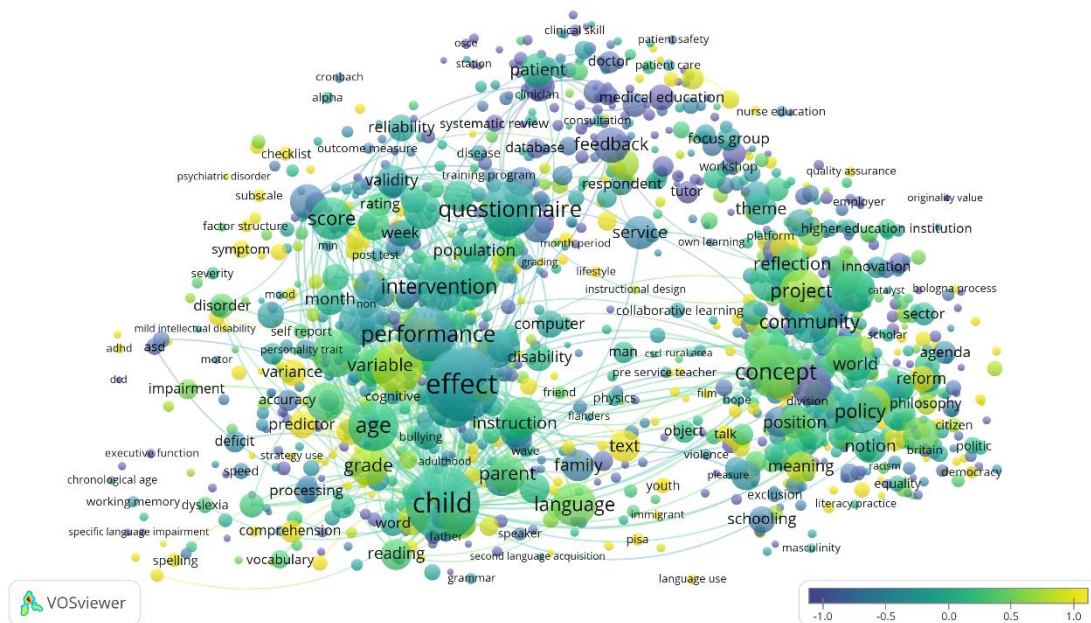 clinical skill
osce
patient safety
station
doctor
patient
patient care
cronbach
clinician
medical education
alpha
nurse education
systematic review
consultation
reliability
outcome measure
feedback
focus group
disease
database
checklist
training program
workshop
psychiatric disorder
validity
respondent
tutor
quality assurance
subscale
rating
employer
originality value
score
questionnaire
theme
factor structure
week
service
higher education institution
min
post test
population
month period
own learning
platform
symptom
grading
severity
lifestyle
reflection
innovation
mood
intervention
instructional design
project
catalyst
bologna process
disorder
month
non
collaborative learning
sector
mild intellectual disability
self report
performance
computer
community
scholar
adhd
asd
motor
personality trait
disability
man
cscl
rural area
world
agenda
variance
variable
pre service teacher
concept
reform
dcd
impairment
effect
friend
physics
film
hope
division
philosophy
accuracy
cognitive
flanders
policy
citizen
predictor
age
bullying
instruction
object
talk
position
notion
britain
politic
deficit
strategy use
wave
text
violence
executive function
adulthood
speed
grade
parent
family
pleasure
meaning
racism
democracy
chronological age
processing
youth
exclusion
equality
working memory
dyslexia
child
language
literacy practice
word
immigrant
schooling
specific language impairment
comprehension
father
speaker
pisa
masculinity
spelling
vocabulary
reading
second language acquisition
grammar
language use
VOSviewer
-1.0 -0.5 0.0 0.5 1.0